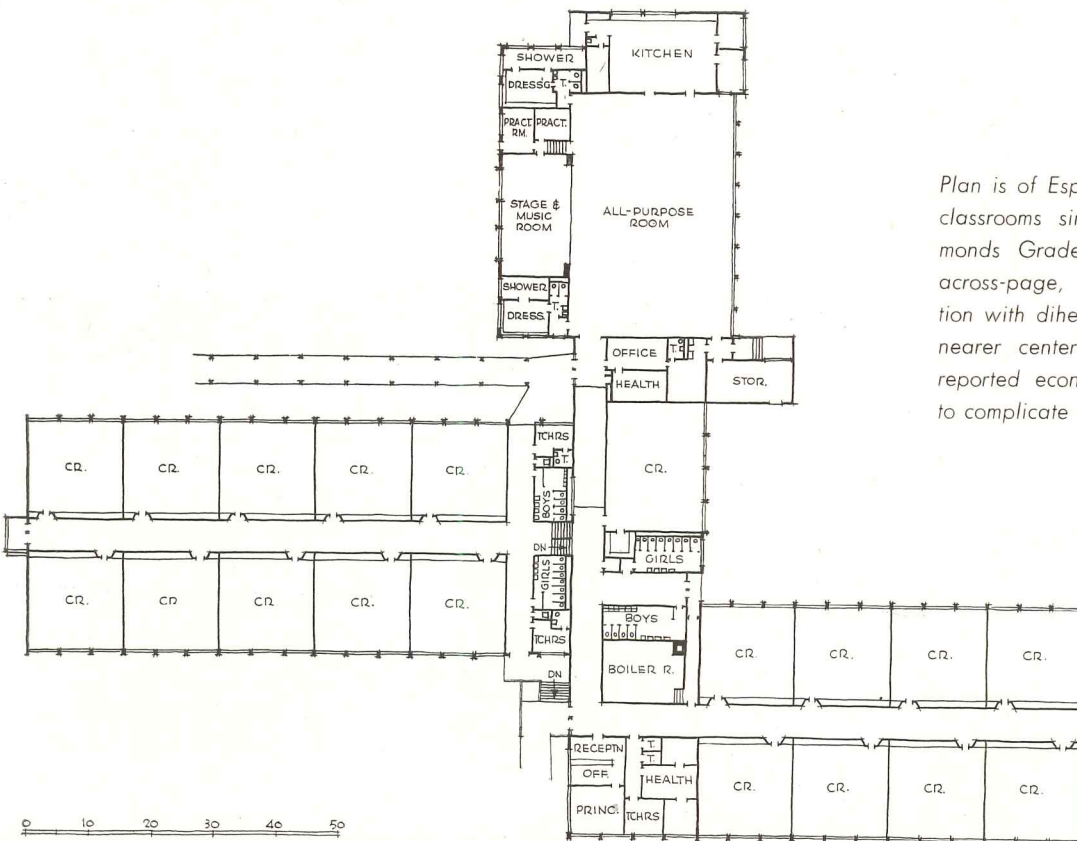 KITCHEN
SHOWER
DRESS'G
T.
PRACT. RM.
PRACT.
STAGE &
MUSIC
ROOM
ALL-PURPOSE
ROOM
SHOWER
DRESS.
T.
OFFICE
T.
HEALTH
STOR.
Plan is of Esp
classrooms sin
monds Grade
across-page,
tion with dihe
nearer center
reported econ
to complicate
CR.
CR.
CR.
CR.
CR.
TCHRS
T.
BOYS
CR.
DN
GIRLS
GIRLS
CR.
CR
CR
CR.
CR.
TCHRS
DN
BOYS
BOILER R.
CR.
CR.
CR.
CR.
RECEPTN
T.
T.
OFF.
HEALTH
PRINC.
TCHRS
CR.
CR.
CR.
CR.
0 10 20 30 40 50